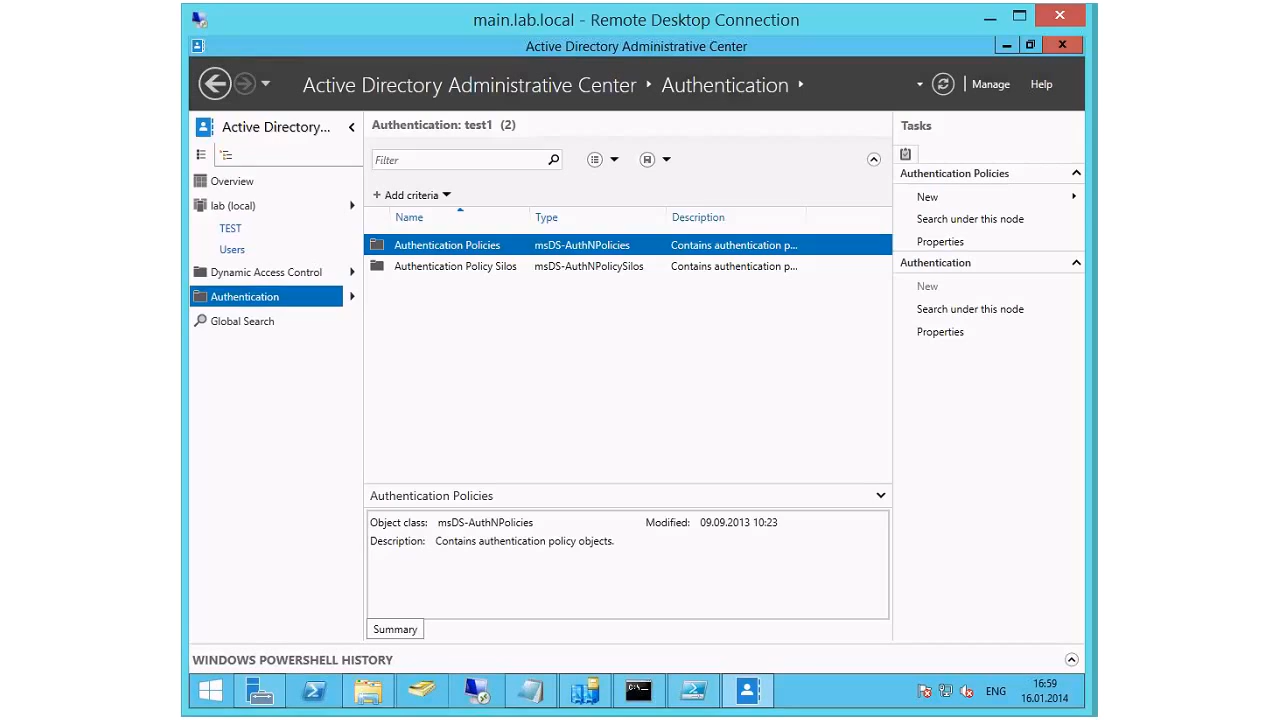 main.lab.local - Remote Desktop Connection
Active Directory Administrative Center
Active Directory Administrative Center Authentication
Manage Help
Active Directory...
Overview
lab (local)
TEST
Users
Dynamic Access Control
Authentication
Global Search
Authentication: test1 (2)
Filter
+ Add criteria
Name Type Description
Authentication Policies msDS-AuthNPolicies Contains authentication p...
Authentication Policy Silos msDS-AuthNPolicySilos Contains authentication p...
Authentication Policies
Object class: msDS-AuthNPolicies Modified: 09.09.2013 10:23
Description: Contains authentication policy objects.
Summary
Tasks
Authentication Policies
New
Search under this node
Properties
Authentication
New
Search under this node
Properties
WINDOWS POWERSHELL HISTORY
ENG
16:59
16.01.2014